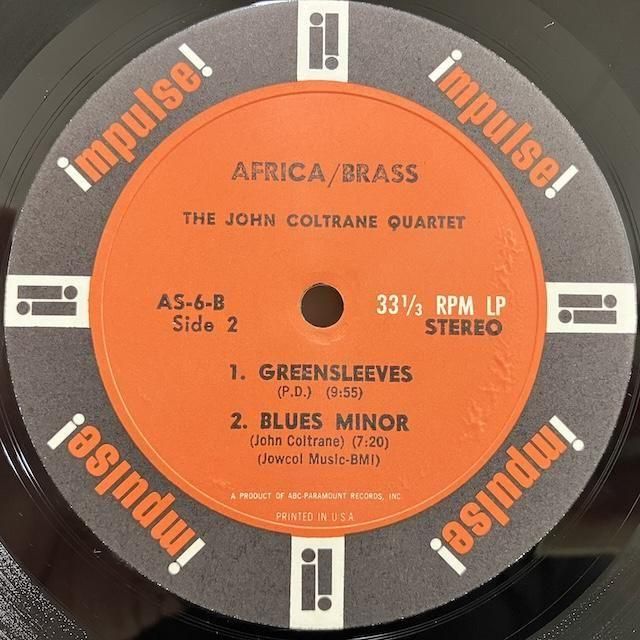 impulse!
impulse!
AFRICA/BRASS
THE JOHN COLTRANE QUARTET
AS-6-B
Side 2
33⅓ RPM LP
STEREO
1. GREENSLEEVES
(P.D.) (9:55)
2. BLUES MINOR
(John Coltrane) (7:20)
(Jowcol Music-BMI)
A PRODUCT OF ABC-PARAMOUNT RECORDS, INC.
PRINTED IN U.S.A.
impulse!
impulse!